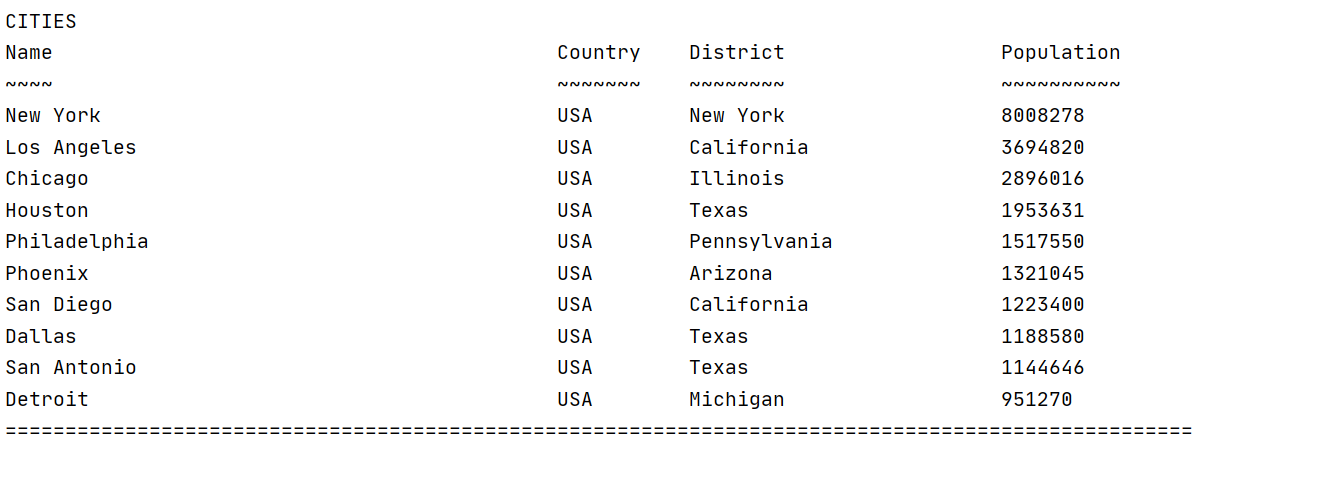 CITIES
Name Country District Population
~~~~ ~~~~~~~ ~~~~~~~~ ~~~~~~~~~~
New York USA New York 8008278
Los Angeles USA California 3694820
Chicago USA Illinois 2896016
Houston USA Texas 1953631
Philadelphia USA Pennsylvania 1517550
Phoenix USA Arizona 1321045
San Diego USA California 1223400
Dallas USA Texas 1188580
San Antonio USA Texas 1144646
Detroit USA Michigan 951270
===================================================================================================